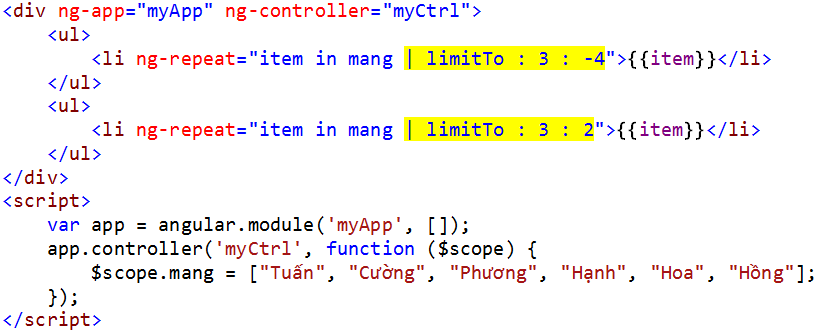 <div ng-app="myApp" ng-controller="myCtrl">
    <ul>
        <li ng-repeat="item in mang | limitTo : 3 : -4">{{item}}</li>
    </ul>
    <ul>
        <li ng-repeat="item in mang | limitTo : 3 : 2">{{item}}</li>
    </ul>
</div>
<script>
    var app = angular.module('myApp', []);
    app.controller('myCtrl', function ($scope) {
        $scope.mang = ["Tuấn", "Cường", "Phương", "Hạnh", "Hoa", "Hồng"];
    });
</script>